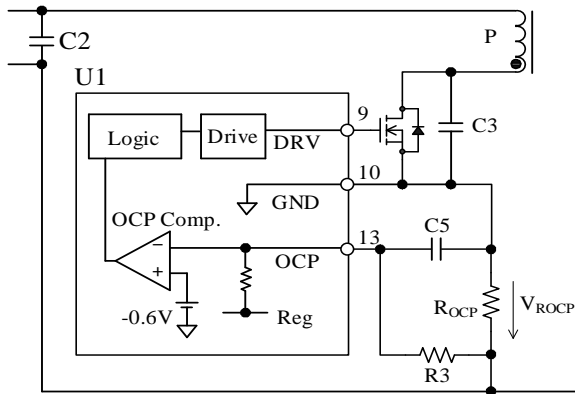 C2
P
U1
9
Logic
Drive
DRV
C3
10
GND
OCP Comp.
13
C5
−
OCP
+
-0.6V
Reg
ROCP
VROCP
R3